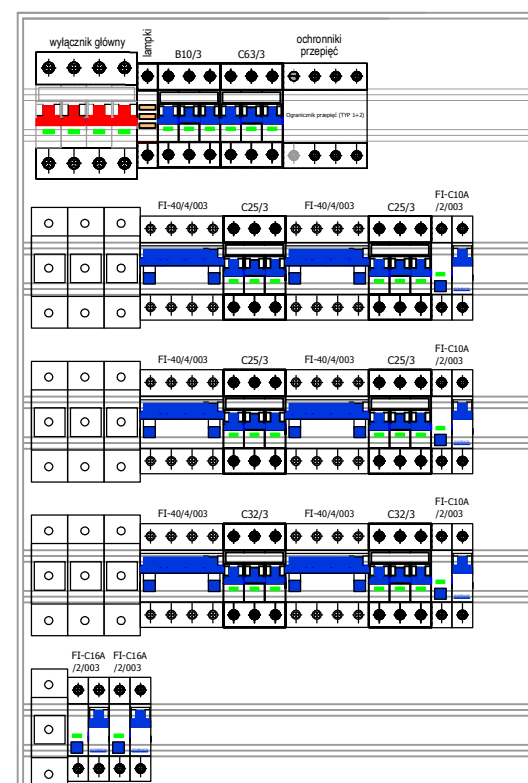 wyłącznik główny
lampki
B10/3
C63/3
ochronniki
przepięć
Ogranicznik przepięć (TYP 1+2)
FI-40/4/003
C25/3
FI-40/4/003
C25/3
FI-C10A
/2/003
FI-40/4/003
C25/3
FI-40/4/003
C25/3
FI-C10A
/2/003
FI-40/4/003
C32/3
FI-40/4/003
C32/3
FI-C10A
/2/003
FI-C16A
/2/003
FI-C16A
/2/003